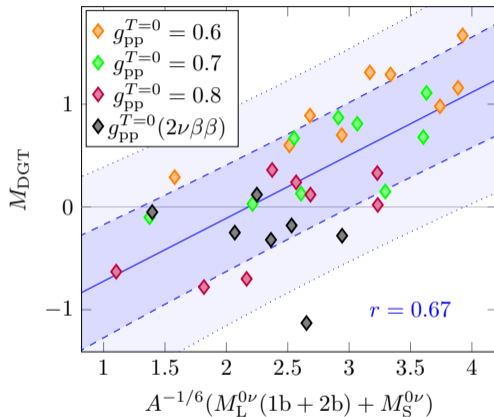 g_pp^{T=0} = 0.6
g_pp^{T=0} = 0.7
g_pp^{T=0} = 0.8
g_pp^{T=0}(2νββ)
1
0
−1
M_DGT
r = 0.67
1 1.5 2 2.5 3 3.5 4
A^{−1/6}(M_L^{0ν}(1b + 2b) + M_S^{0ν})